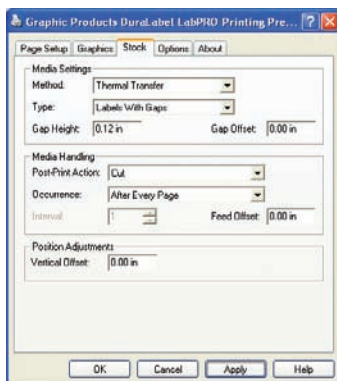 Graphic Products DuraLabel LabPRO Printing Pre...
Page Setup Graphics Stock Options About
Media Settings
Method: Thermal Transfer
Type: Labels With Gaps
Gap Height: 0.12 in Gap Offset: 0.00 in
Media Handling
Post-Print Action: Cut
Occurrence: After Every Page
Interval: 1 Feed Offset: 0.00 in
Position Adjustments
Vertical Offset: 0.00 in
OK Cancel Apply Help